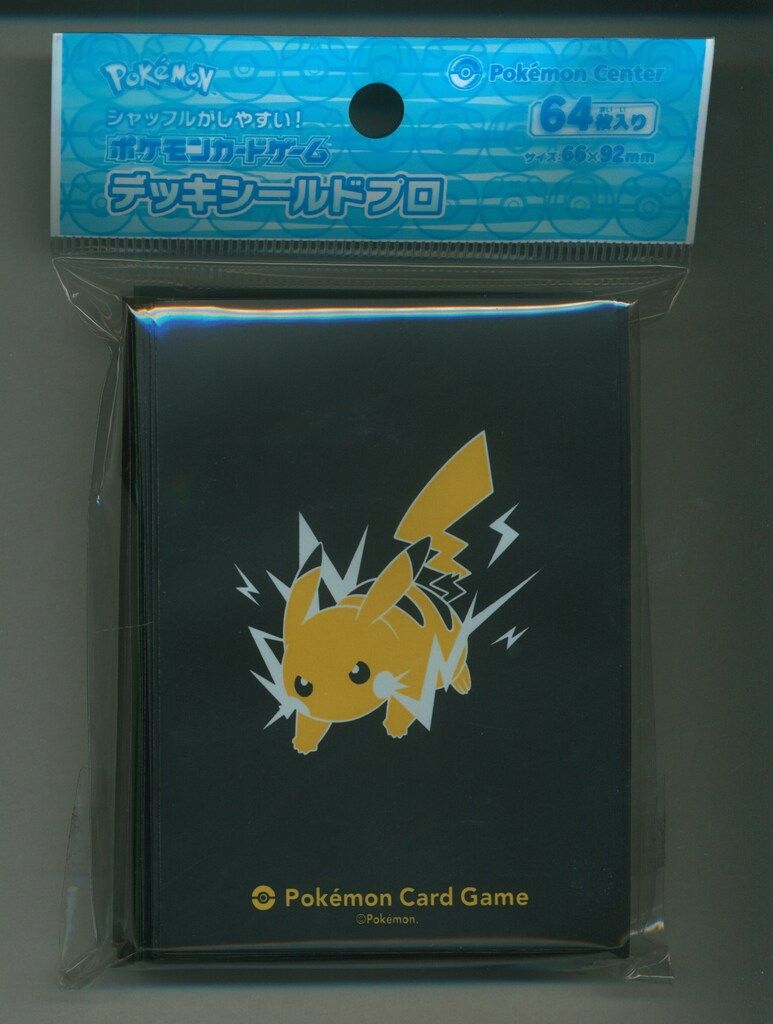 POKéMON
Pokémon Center
シャッフルがしやすい!
64枚入り
ポケモンカードゲーム
サイズ:66×92mm
デッキシールドプロ
Pokémon Card Game
©Pokémon.